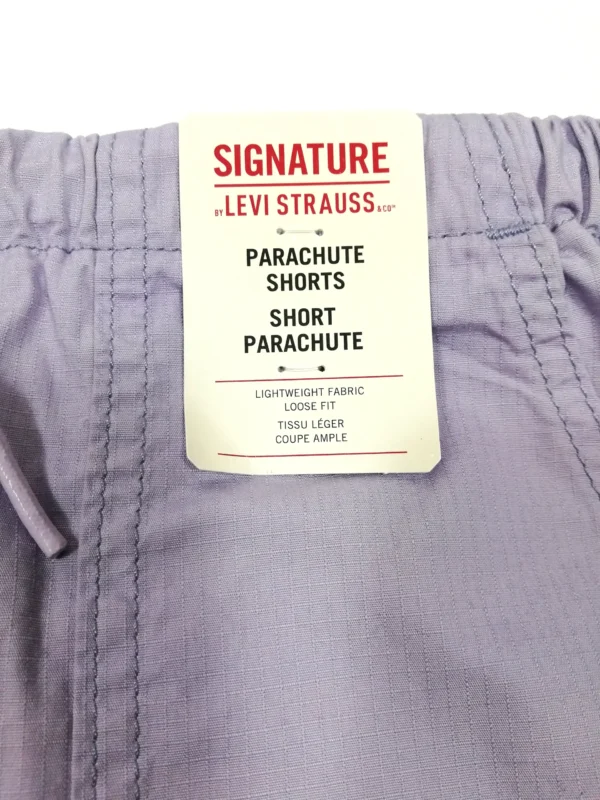 SIGNATURE
BY LEVI STRAUSS & CO™
PARACHUTE
SHORTS
SHORT
PARACHUTE
LIGHTWEIGHT FABRIC
LOOSE FIT
TISSU LÉGER
COUPE AMPLE